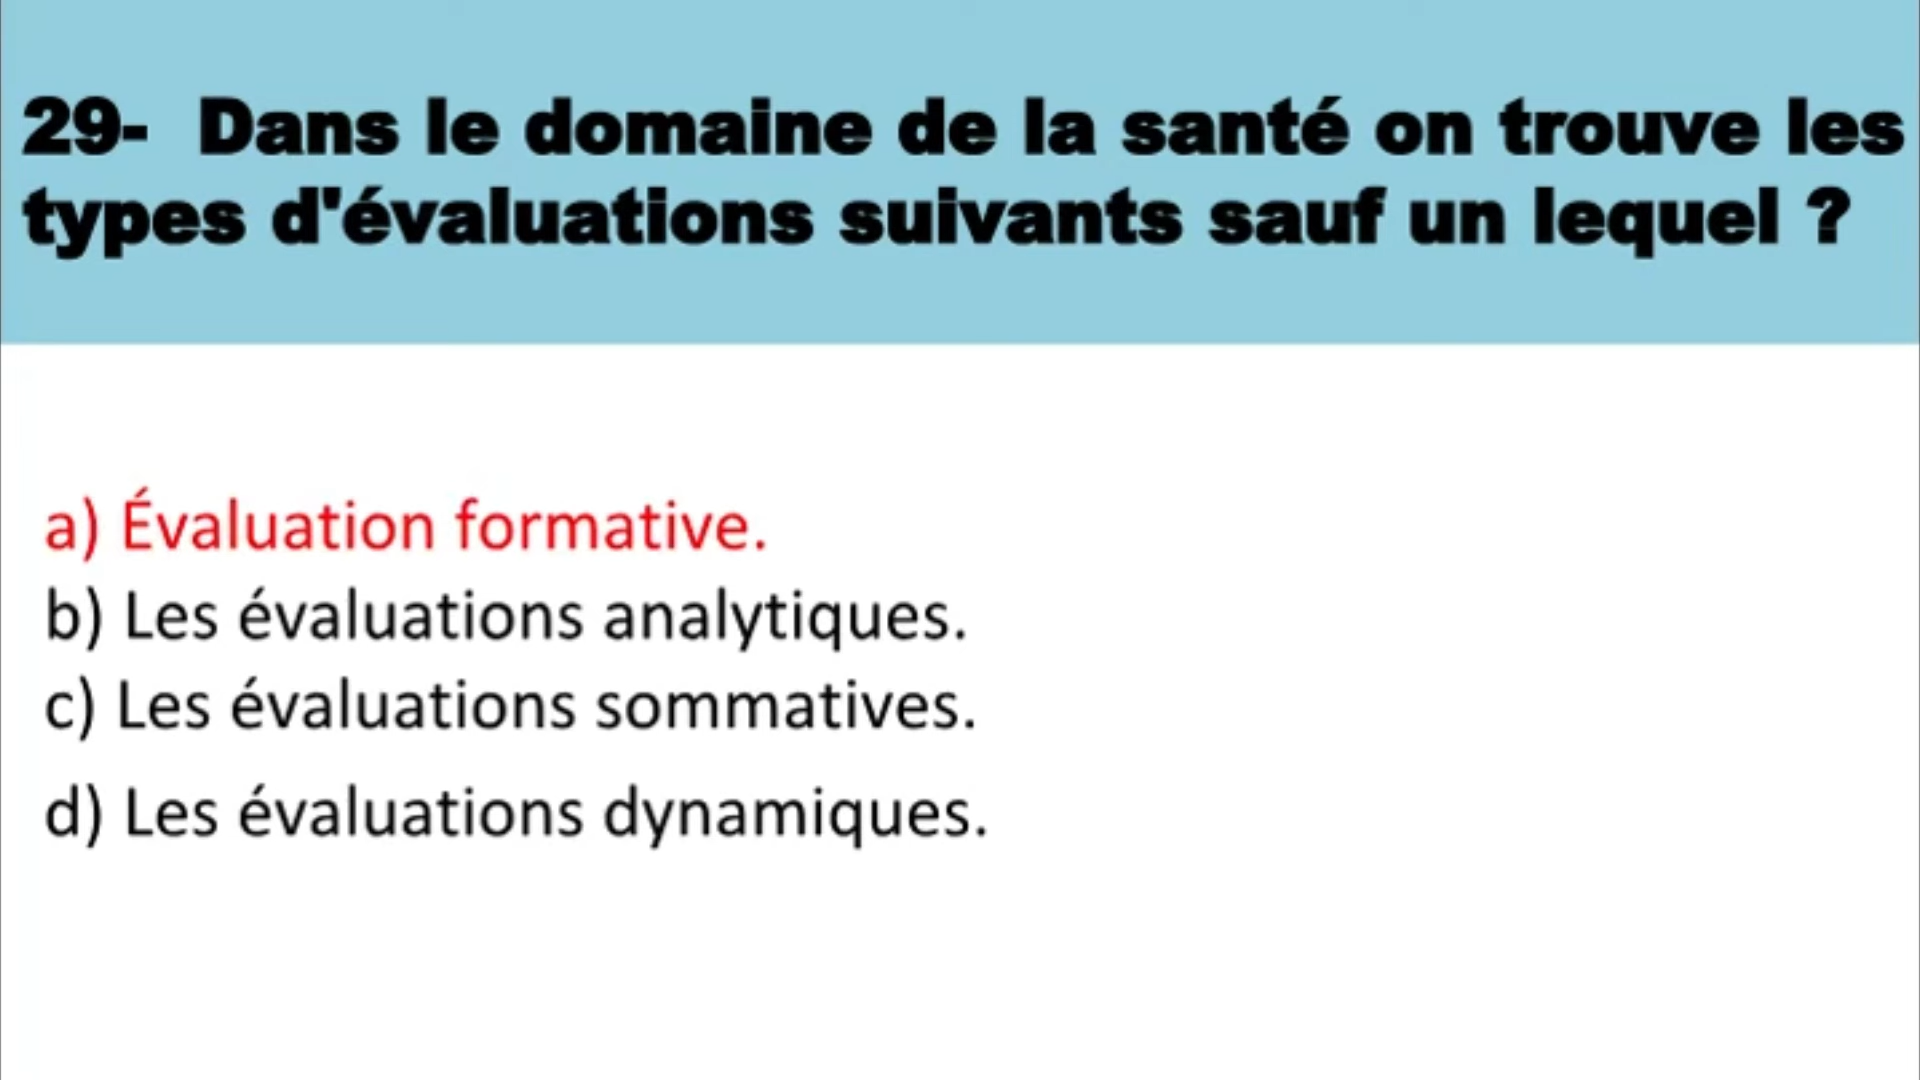 29- Dans le domaine de la santé on trouve les
types d'évaluations suivants sauf un lequel ?
a) Évaluation formative.
b) Les évaluations analytiques.
c) Les évaluations sommatives.
d) Les évaluations dynamiques.